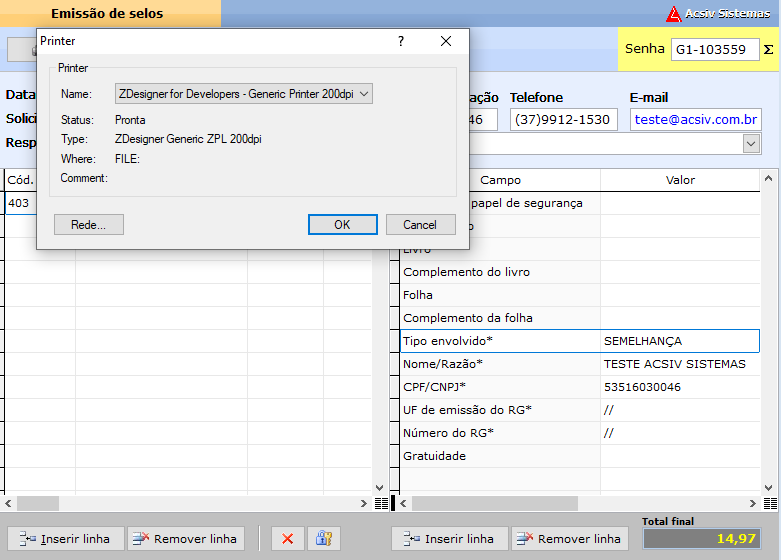 Emissão de selos
Acsiv Sistemas
Printer
?
Senha G1-103559 Σ
Printer
Name: ZDesigner for Developers - Generic Printer 200dpi
Status: Pronta
Type: ZDesigner Generic ZPL 200dpi
Where: FILE:
Comment:
Rede... OK Cancel
Data
Solici
Resp
ação Telefone E-mail
46 (37)9912-1530 teste@acsiv.com.br
Cód.
403
Campo Valor
papel de segurança
Livro
Complemento do livro
Folha
Complemento da folha
Tipo envolvido* SEMELHANÇA
Nome/Razão* TESTE ACSIV SISTEMAS
CPF/CNPJ* 53516030046
UF de emissão do RG* //
Número do RG* //
Gratuidade
Inserir linha Remover linha Inserir linha Remover linha
Total final
14,97